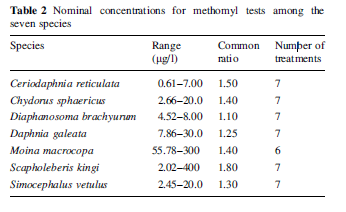 Table 2 Nominal concentrations for methomyl tests among the
seven species
Species Range Common Number of
(μg/l) ratio treatments
Ceriodaphnia reticulata 0.61–7.00 1.50 7
Chydorus sphaericus 2.66–20.0 1.40 7
Diaphanosoma brachyurum 4.52–8.00 1.10 7
Daphnia galeata 7.86–30.0 1.25 7
Moina macrocopa 55.78–300 1.40 6
Scapholeberis kingi 2.02–400 1.80 7
Simocephalus vetulus 2.45–20.0 1.30 7